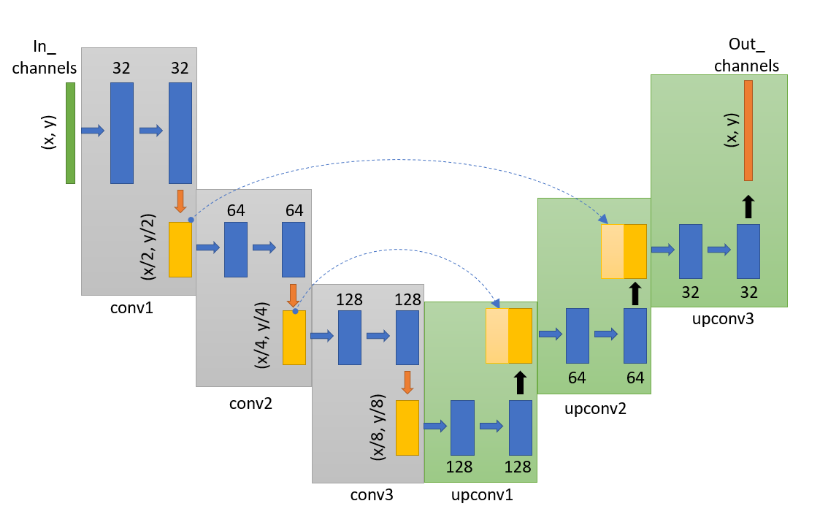 In_
channels
(x, y)
32
32
conv1
(x/2, y/2)
64
64
conv2
(x/4, y/4)
128
128
conv3
(x/8, y/8)
128
128
upconv1
64
64
upconv2
32
32
upconv3
Out_
channels
(x, y)